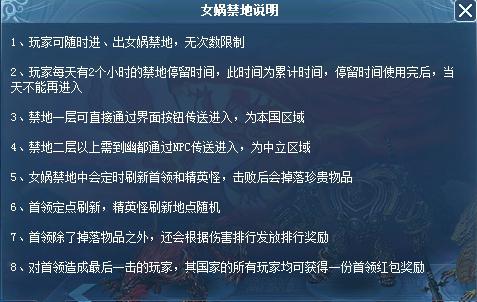 女娲禁地说明
1、玩家可随时进、出女娲禁地，无次数限制
2、玩家每天有2个小时的禁地停留时间，此时间为累计时间，停留时间使用完后，当
天不能再进入
3、禁地一层可直接通过界面按钮传送进入，为本国区域
4、禁地二层以上需到幽都通过NPC传送进入，为中立区域
5、女娲禁地中会定时刷新首领和精英怪，击败后会掉落珍贵物品
6、首领定点刷新，精英怪刷新地点随机
7、首领除了掉落物品之外，还会根据伤害排行发放排行奖励
8、对首领造成最后一击的玩家，其国家的所有玩家均可获得一份首领红包奖励